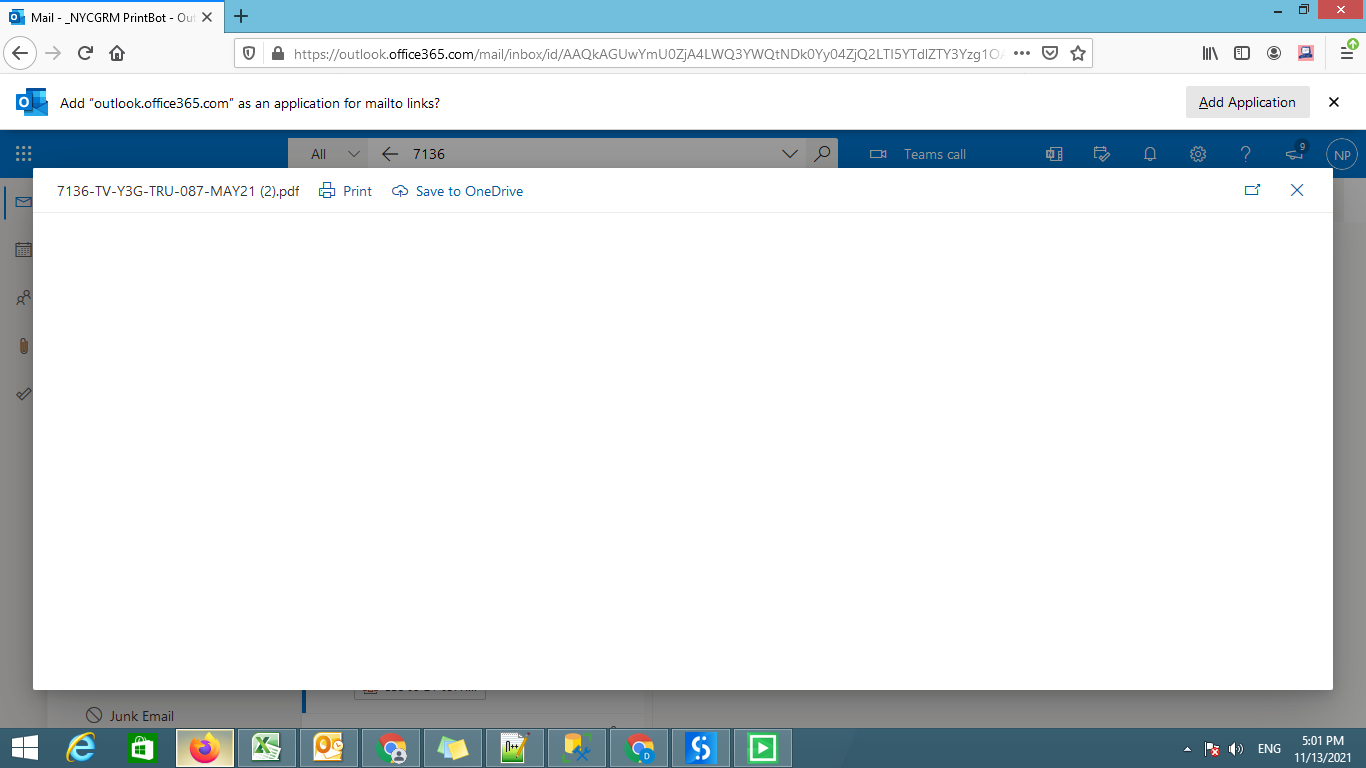 Mail - _NYCGRM PrintBot - Out
https://outlook.office365.com/mail/inbox/id/AAQkAGUwYmU0ZjA4LWQ3YWQtNDk0Yy04ZjQ2LTI5YTdlZTY3Yzg1OA
Add “outlook.office365.com” as an application for mailto links?
Add Application
All
7136
Teams call
9
NP
7136-TV-Y3G-TRU-087-MAY21 (2).pdf
Print
Save to OneDrive
Junk Email
ENG
5:01 PM
11/13/2021